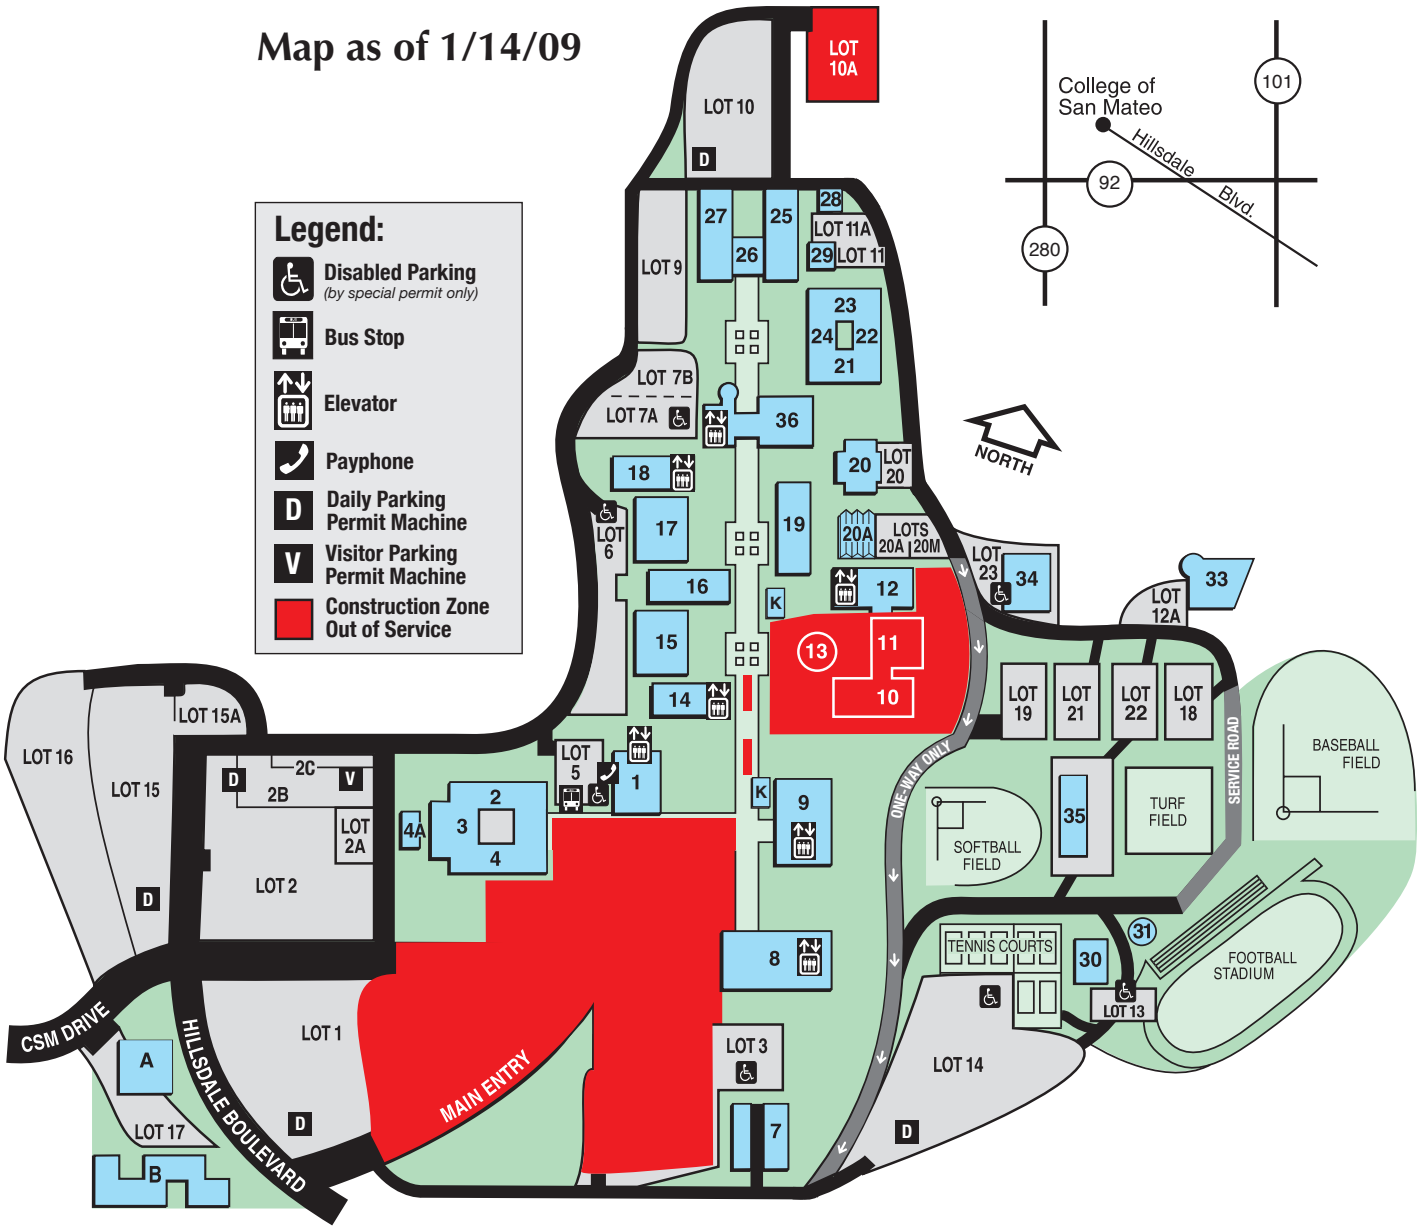 Map as of 1/14/09
LOT
10A
LOT 10
D
College of
San Mateo
101
Hillsdale
Blvd.
92
280
NORTH
Legend:
Disabled Parking
(by special permit only)
Bus Stop
Elevator
Payphone
D
Daily Parking
Permit Machine
V
Visitor Parking
Permit Machine
Construction Zone
Out of Service
27
25
26
28
LOT 11A
29
LOT 11
LOT 9
23
24
22
21
LOT 7B
LOT 7A
36
18
20
LOT
20
17
19
LOT
6
20A
LOTS
20A
20M
16
K
12
LOT
23
34
33
LOT
12A
15
13
11
10
14
LOT
19
LOT
21
LOT
22
LOT
18
LOT 16
LOT 15A
LOT 15
D
2C
V
2B
LOT
2A
LOT 2
D
LOT
5
1
2
3
4
4A
K
9
8
ONE-WAY ONLY
SERVICE ROAD
BASEBALL
FIELD
TURF
FIELD
35
SOFTBALL
FIELD
TENNIS COURTS
30
31
FOOTBALL
STADIUM
LOT 13
LOT 14
D
LOT 3
7
CSM DRIVE
HILLSDALE BOULEVARD
MAIN ENTRY
LOT 1
D
A
LOT 17
B